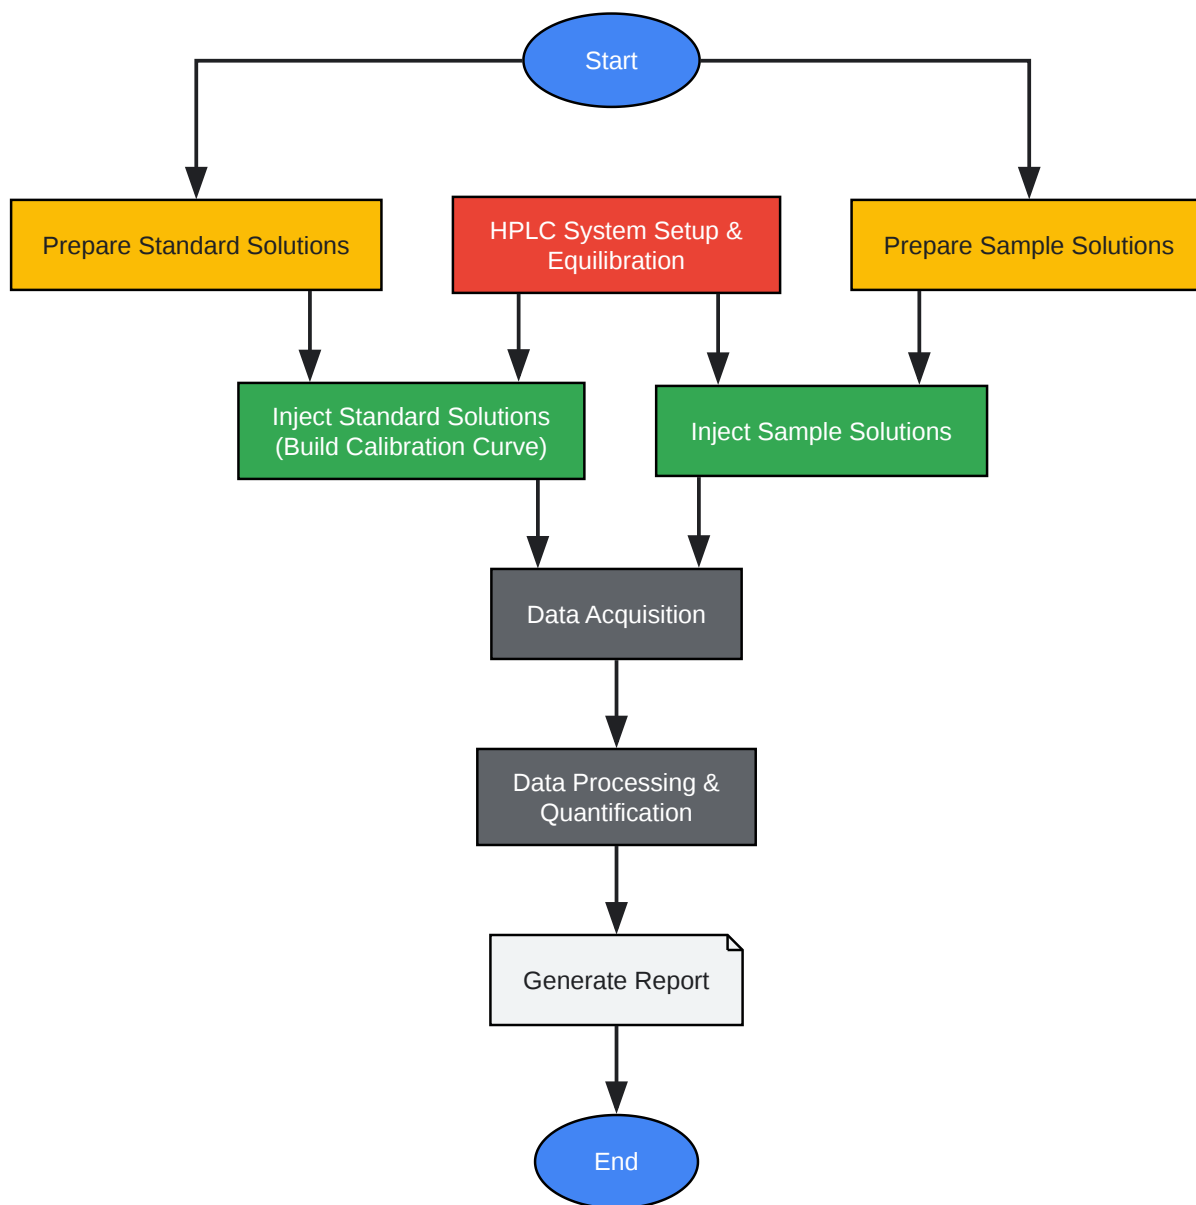 Start
Prepare Standard Solutions
HPLC System Setup &
Equilibration
Prepare Sample Solutions
Inject Standard Solutions
(Build Calibration Curve)
Inject Sample Solutions
Data Acquisition
Data Processing &
Quantification
Generate Report
End